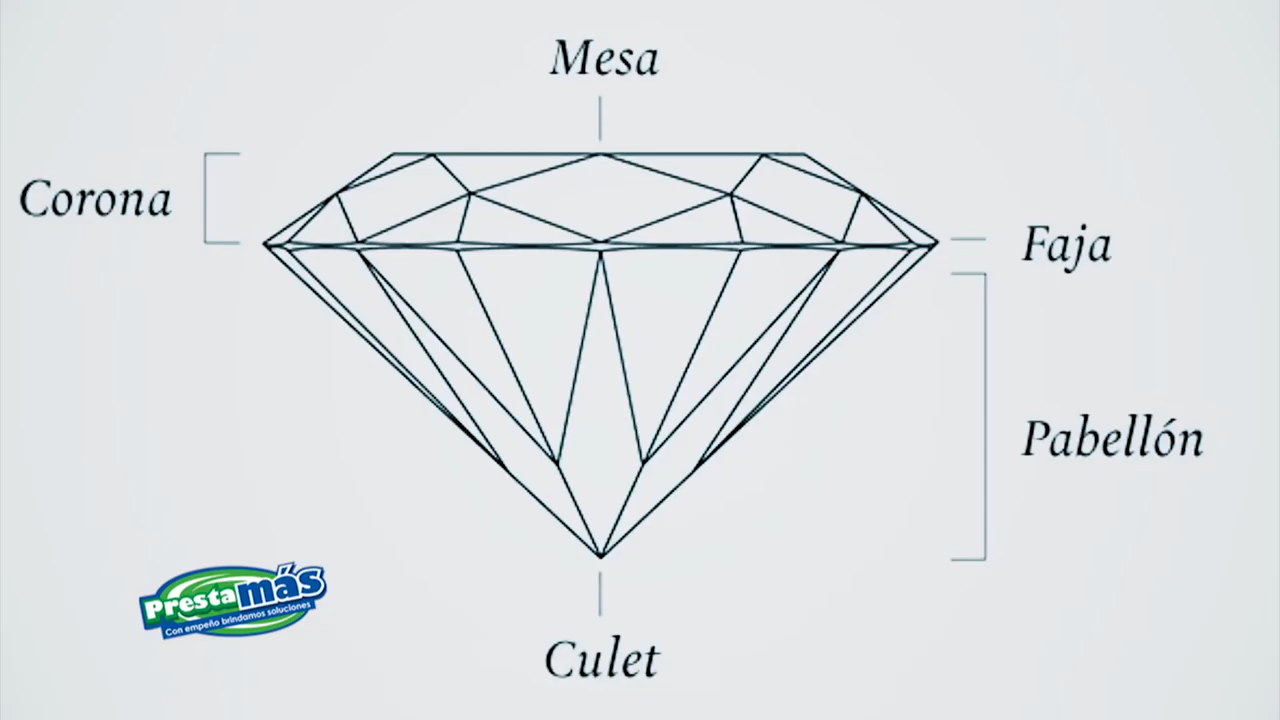 Mesa
Corona
Faja
Pabellón
Prestamás
Con empeño brindamos soluciones
Culet